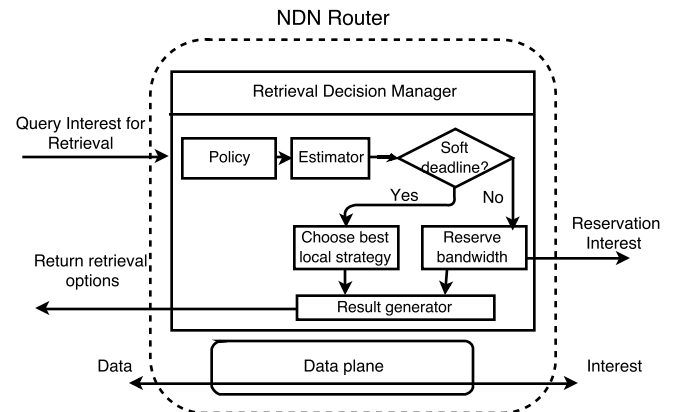 NDN Router
Retrieval Decision Manager
Query Interest for
Retrieval
Policy
Estimator
Soft
deadline?
Yes
No
Choose best
local strategy
Reserve
bandwidth
Reservation
Interest
Return retrieval
options
Result generator
Data
Data plane
Interest